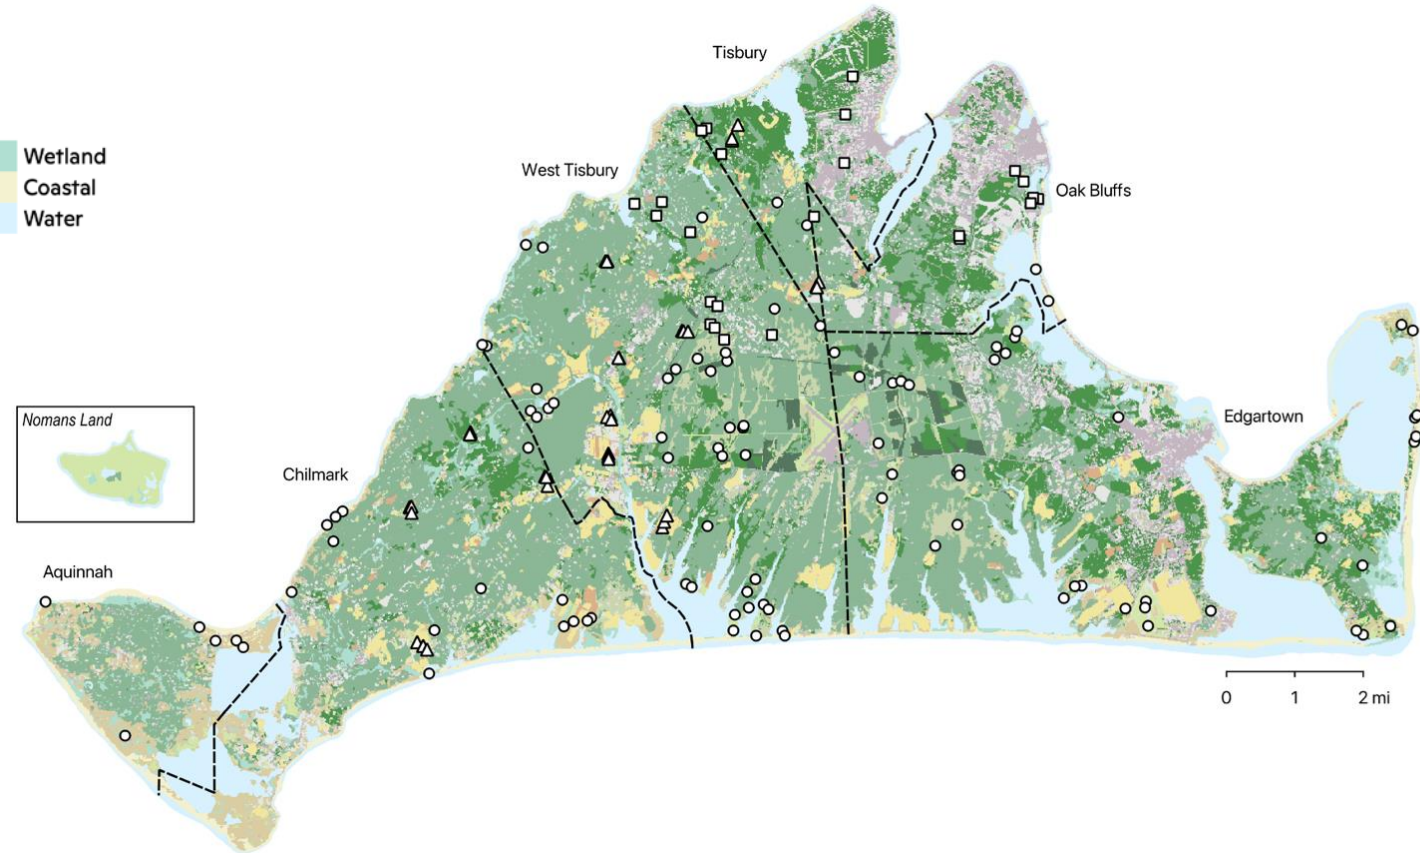 Tisbury
Wetland
Coastal
Water
West Tisbury
Oak Bluffs
Nomans Land
Edgartown
Chilmark
Aquinnah
0 1 2 mi